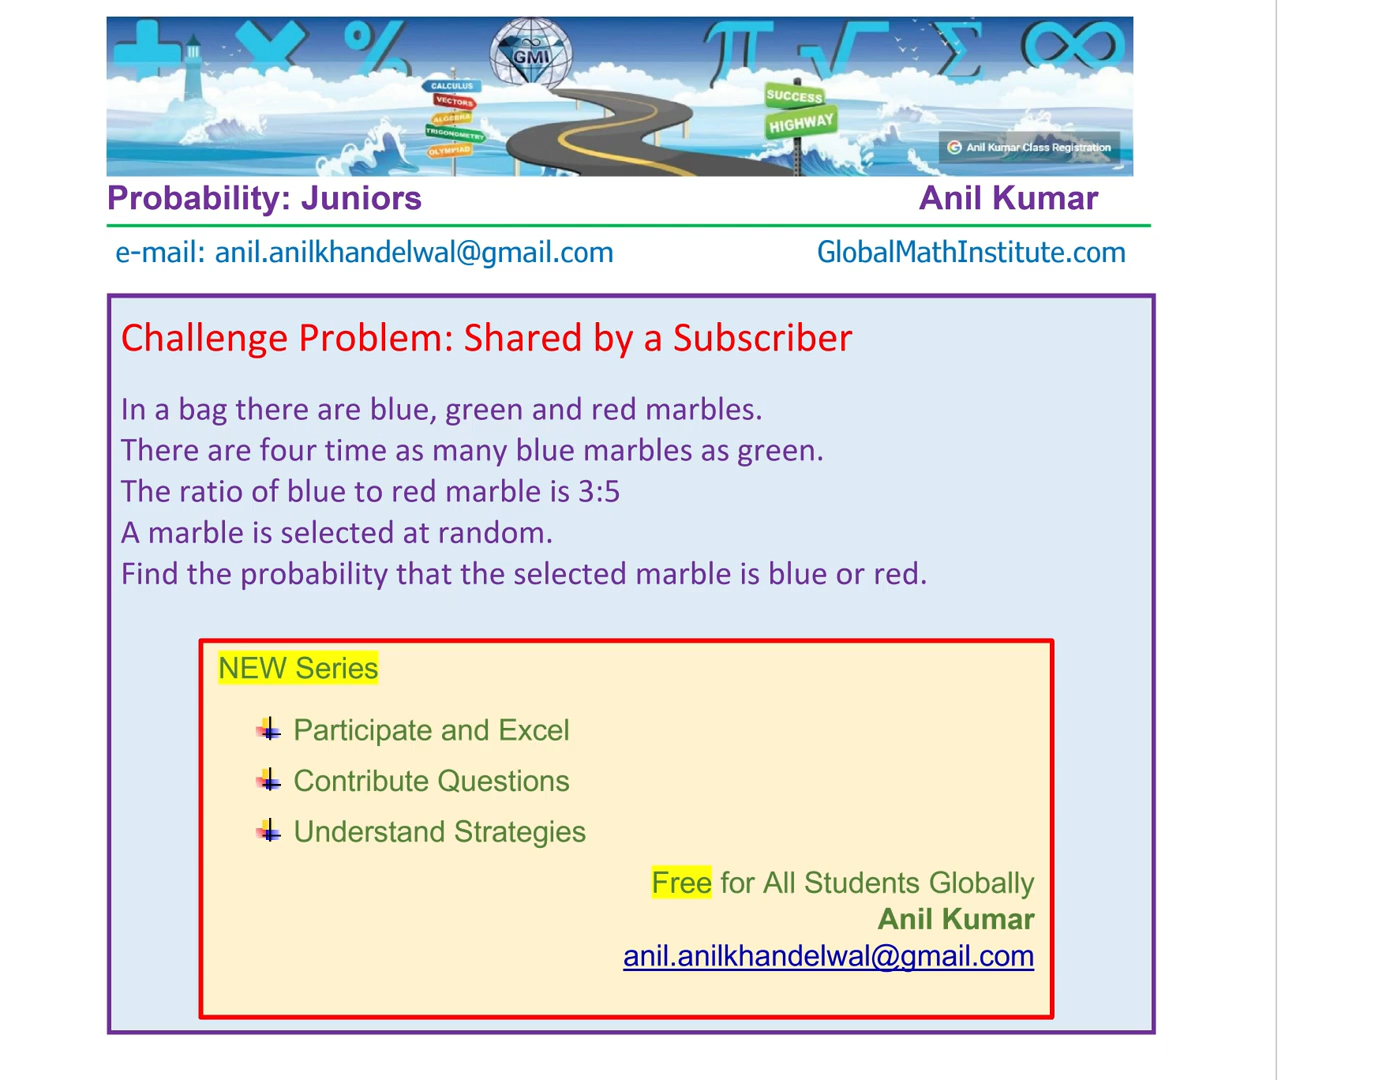 GMI
CALCULUS
VECTORS
ALGEBRA
TRIGONOMETRY
OLYMPIAD
SUCCESS
HIGHWAY
Anil Kumar Class Registration
Probability: Juniors Anil Kumar
e-mail: anil.anilkhandelwal@gmail.com GlobalMathInstitute.com
Challenge Problem: Shared by a Subscriber
In a bag there are blue, green and red marbles.
There are four time as many blue marbles as green.
The ratio of blue to red marble is 3:5
A marble is selected at random.
Find the probability that the selected marble is blue or red.
NEW Series
Participate and Excel
Contribute Questions
Understand Strategies
Free for All Students Globally
Anil Kumar
anil.anilkhandelwal@gmail.com